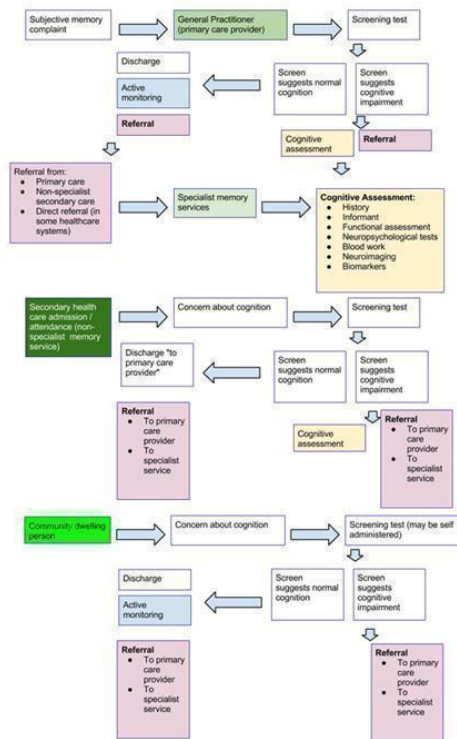 Subjective memory
complaint
General Practitioner
(primary care provider)
Screening test
Discharge
Active
monitoring
Referral
Screen
suggests normal
cognition
Screen
suggests
cognitive
impairment
Cognitive
assessment
Referral
Referral from:
● Primary care
● Non-specialist
secondary care
● Direct referral (in
some healthcare
systems)
Specialist memory
services
Cognitive Assessment:
● History
● Informant
● Functional assessment
● Neuropsychological tests
● Blood work
● Neuroimaging
● Biomarkers
Secondary health
care admission /
attendance (non-
specialist memory
service)
Concern about cognition
Screening test
Discharge "to
primary care
provider"
Screen
suggests normal
cognition
Screen
suggests
cognitive
impairment
Referral
● To primary
care
provider
● To
specialist
service
Cognitive
assessment
Referral
● To primary
care
provider
● To
specialist
service
Community dwelling
person
Concern about cognition
Screening test (may be self
administered)
Discharge
Active
monitoring
Screen
suggests normal
cognition
Screen
suggests
cognitive
impairment
Referral
● To primary
care
provider
● To
specialist
service
Referral
● To primary
care
provider
● To
specialist
service